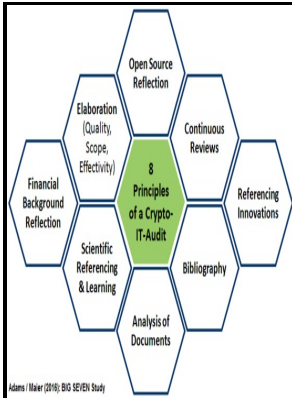 Open Source
Reflection
Elaboration
(Quality,
Scope,
Effectivity)
Continuous
Reviews
Financial
Background
Reflection
8
Principles
of a Crypto-
IT-Audit
Referencing
Innovations
Scientific
Referencing
& Learning
Bibliography
Analysis of
Documents
Adams / Maier (2016): BIG SEVEN Study